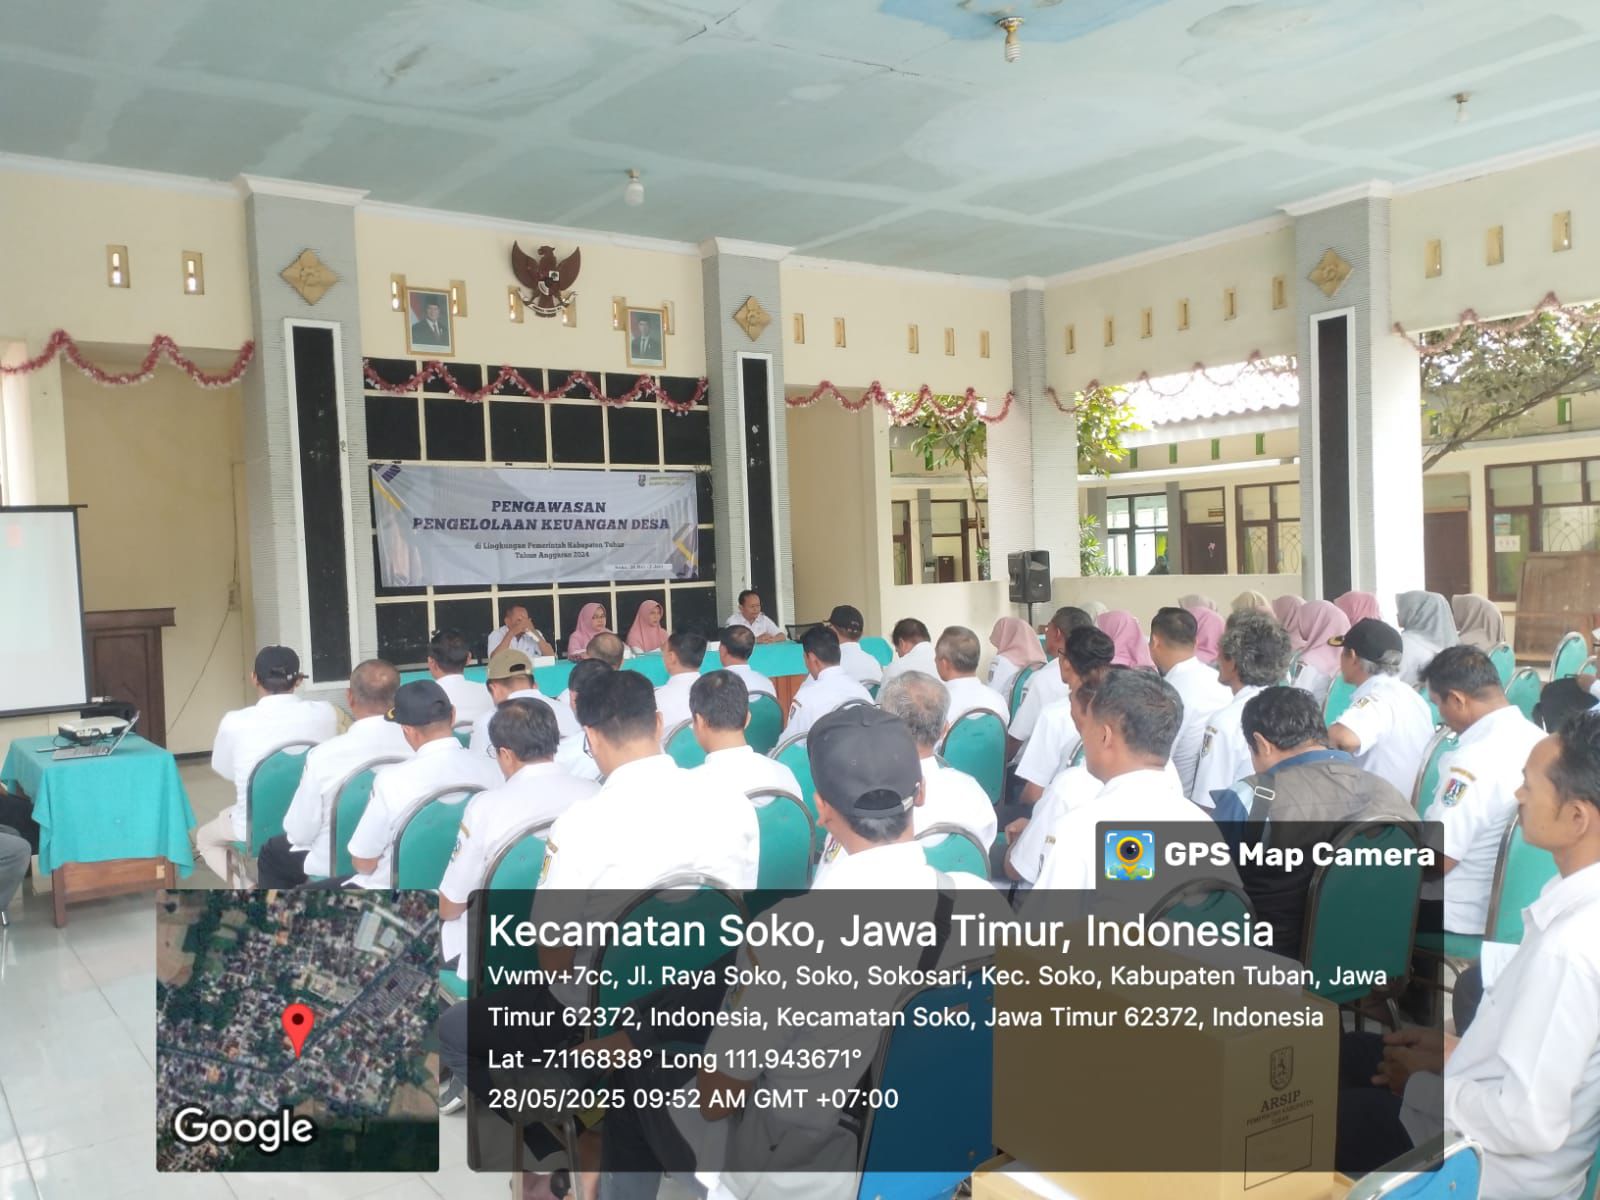 PENGAWASAN
PENGELOLAAN KEUANGAN DESA
di Lingkungan Pemerintah Kabupaten Tuban
Tahun Anggaran 2024
GPS Map Camera
Kecamatan Soko, Jawa Timur, Indonesia
Vwmv+7cc, Jl. Raya Soko, Soko, Sokosari, Kec. Soko, Kabupaten Tuban, Jawa
Timur 62372, Indonesia, Kecamatan Soko, Jawa Timur 62372, Indonesia
Lat -7.116838° Long 111.943671°
28/05/2025 09:52 AM GMT +07:00
Google
ARSIP
PEMERINTAH KABUPATEN
TUBAN